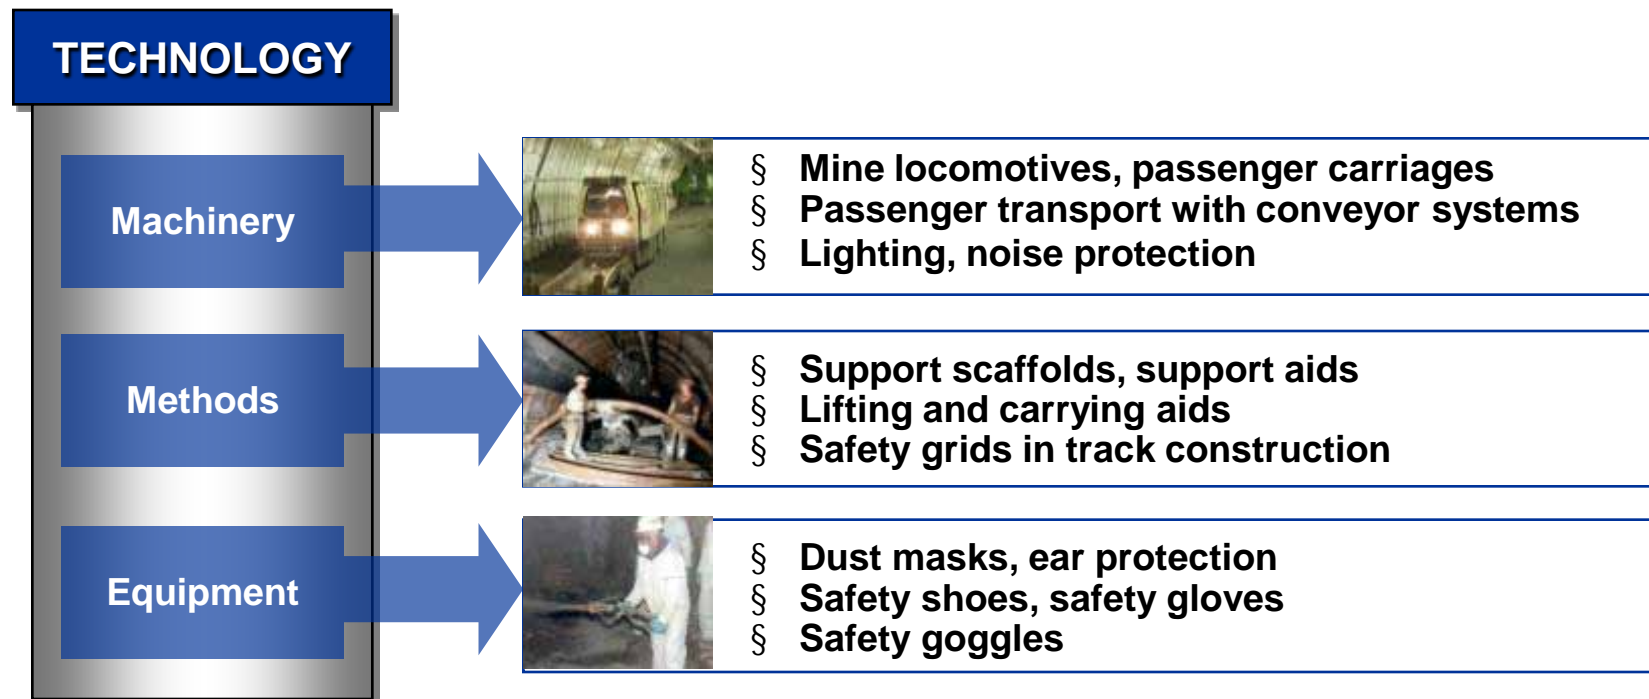 TECHNOLOGY
Machinery
§ Mine locomotives, passenger carriages
§ Passenger transport with conveyor systems
§ Lighting, noise protection
Methods
§ Support scaffolds, support aids
§ Lifting and carrying aids
§ Safety grids in track construction
Equipment
§ Dust masks, ear protection
§ Safety shoes, safety gloves
§ Safety goggles